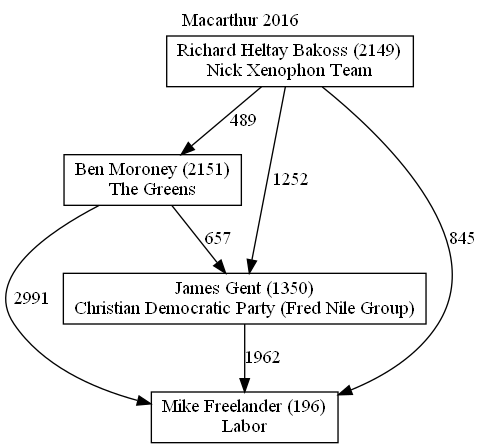 Macarthur 2016
Richard Heltay Bakoss (2149)
Nick Xenophon Team
489
Ben Moroney (2151)
The Greens
1252
657
845
2991
James Gent (1350)
Christian Democratic Party (Fred Nile Group)
1962
Mike Freelander (196)
Labor